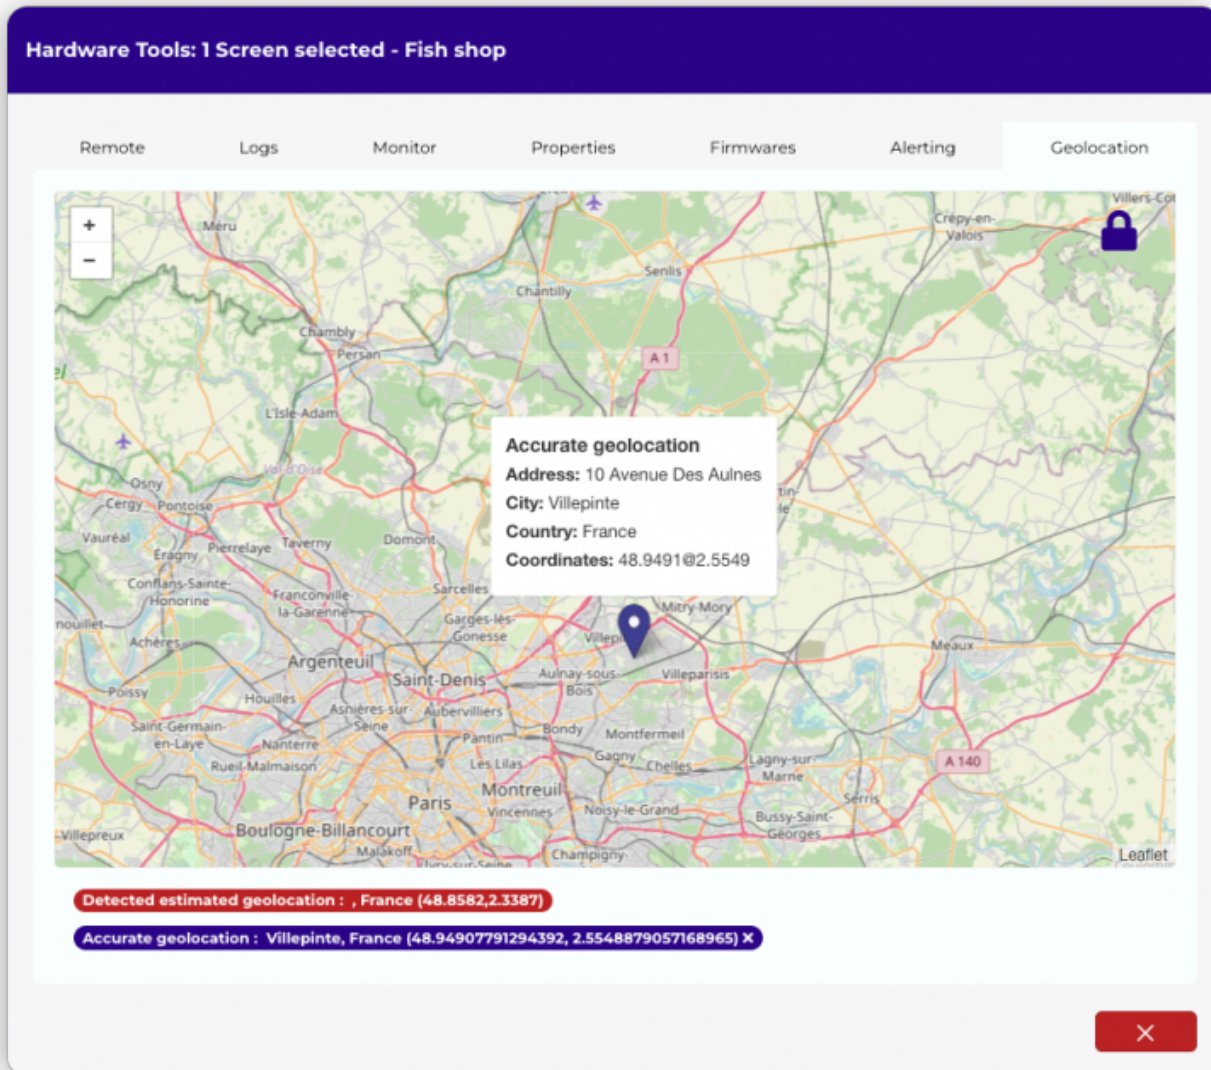 Hardware Tools: 1 Screen selected - Fish shop
Remote Logs Monitor Properties Firmwares Alerting Geolocation
+
−
Méru
Crépy-en-
Valois
Senlis
Chantilly
Chambly
Persan
A 1
L'Isle-Adam
Accurate geolocation
Address: 10 Avenue Des Aulnes
City: Villepinte
Country: France
Coordinates: 48.9491@2.5549
Val-d'Oise
Osny
Cergy Pontoise
Vauréal
Éragny Pierrelaye Taverny Domont
Conflans-Sainte-
Honorine
Franconville-
la-Garenne
Sarcelles
Garges-lès-
Gonesse
Mitry-Mory
Achères
Argenteuil
Saint-Denis
Aulnay-sous-
Bois
Villeparisis
Meaux
Poissy
Houilles
Asnières-sur-
Seine
Aubervilliers
Saint-Germain-
en-Laye
Nanterre
Pantin
Bondy
Montfermeil
Rueil-Malmaison
Les Lilas
Gagny
Chelles
Lagny-sur-
Marne
A 140
Paris
Montreuil
Vincennes
Noisy-le-Grand
Serris
Bussy-Saint-
Georges
Villepreux
Boulogne-Billancourt
Malakoff
Champigny-
Leaflet
Detected estimated geolocation : , France (48.8582,2.3387)
Accurate geolocation : Villepinte, France (48.94907791294392, 2.5548879057168965) ×